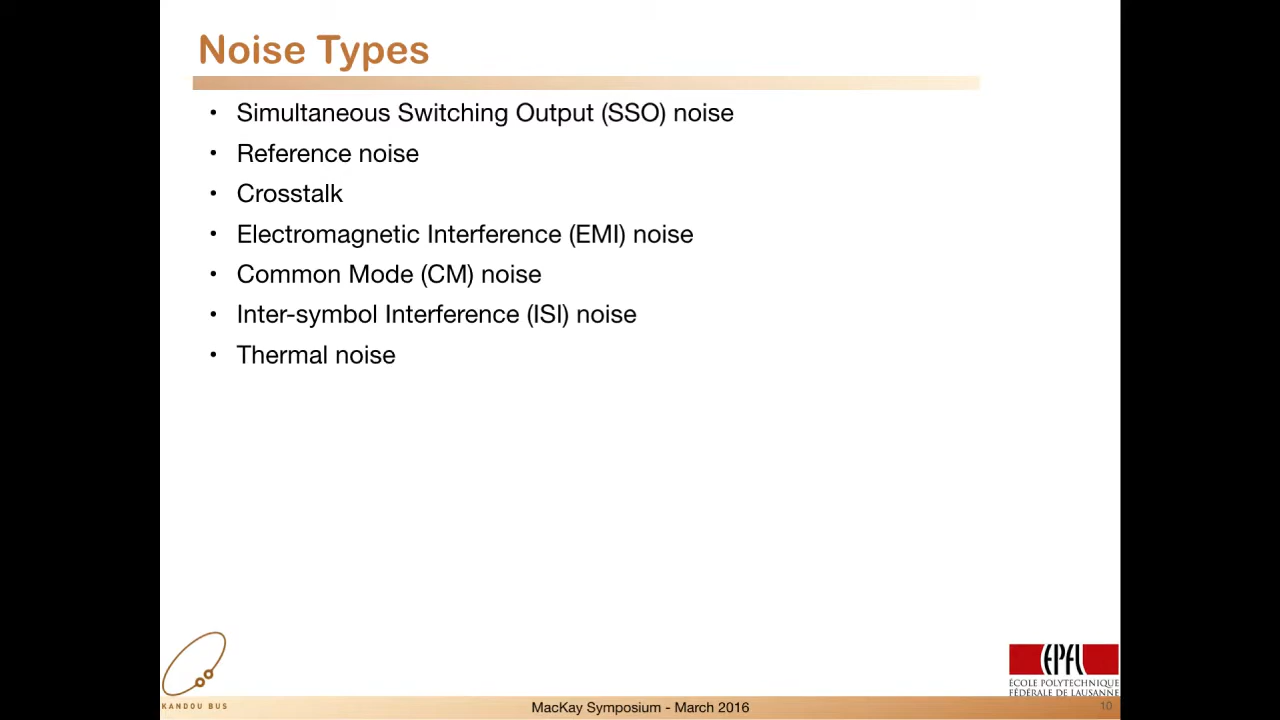 Noise Types
• Simultaneous Switching Output (SSO) noise
• Reference noise
• Crosstalk
• Electromagnetic Interference (EMI) noise
• Common Mode (CM) noise
• Inter-symbol Interference (ISI) noise
• Thermal noise
KANDOU BUS
MacKay Symposium - March 2016
EPFL
ÉCOLE POLYTECHNIQUE
FÉDÉRALE DE LAUSANNE
10